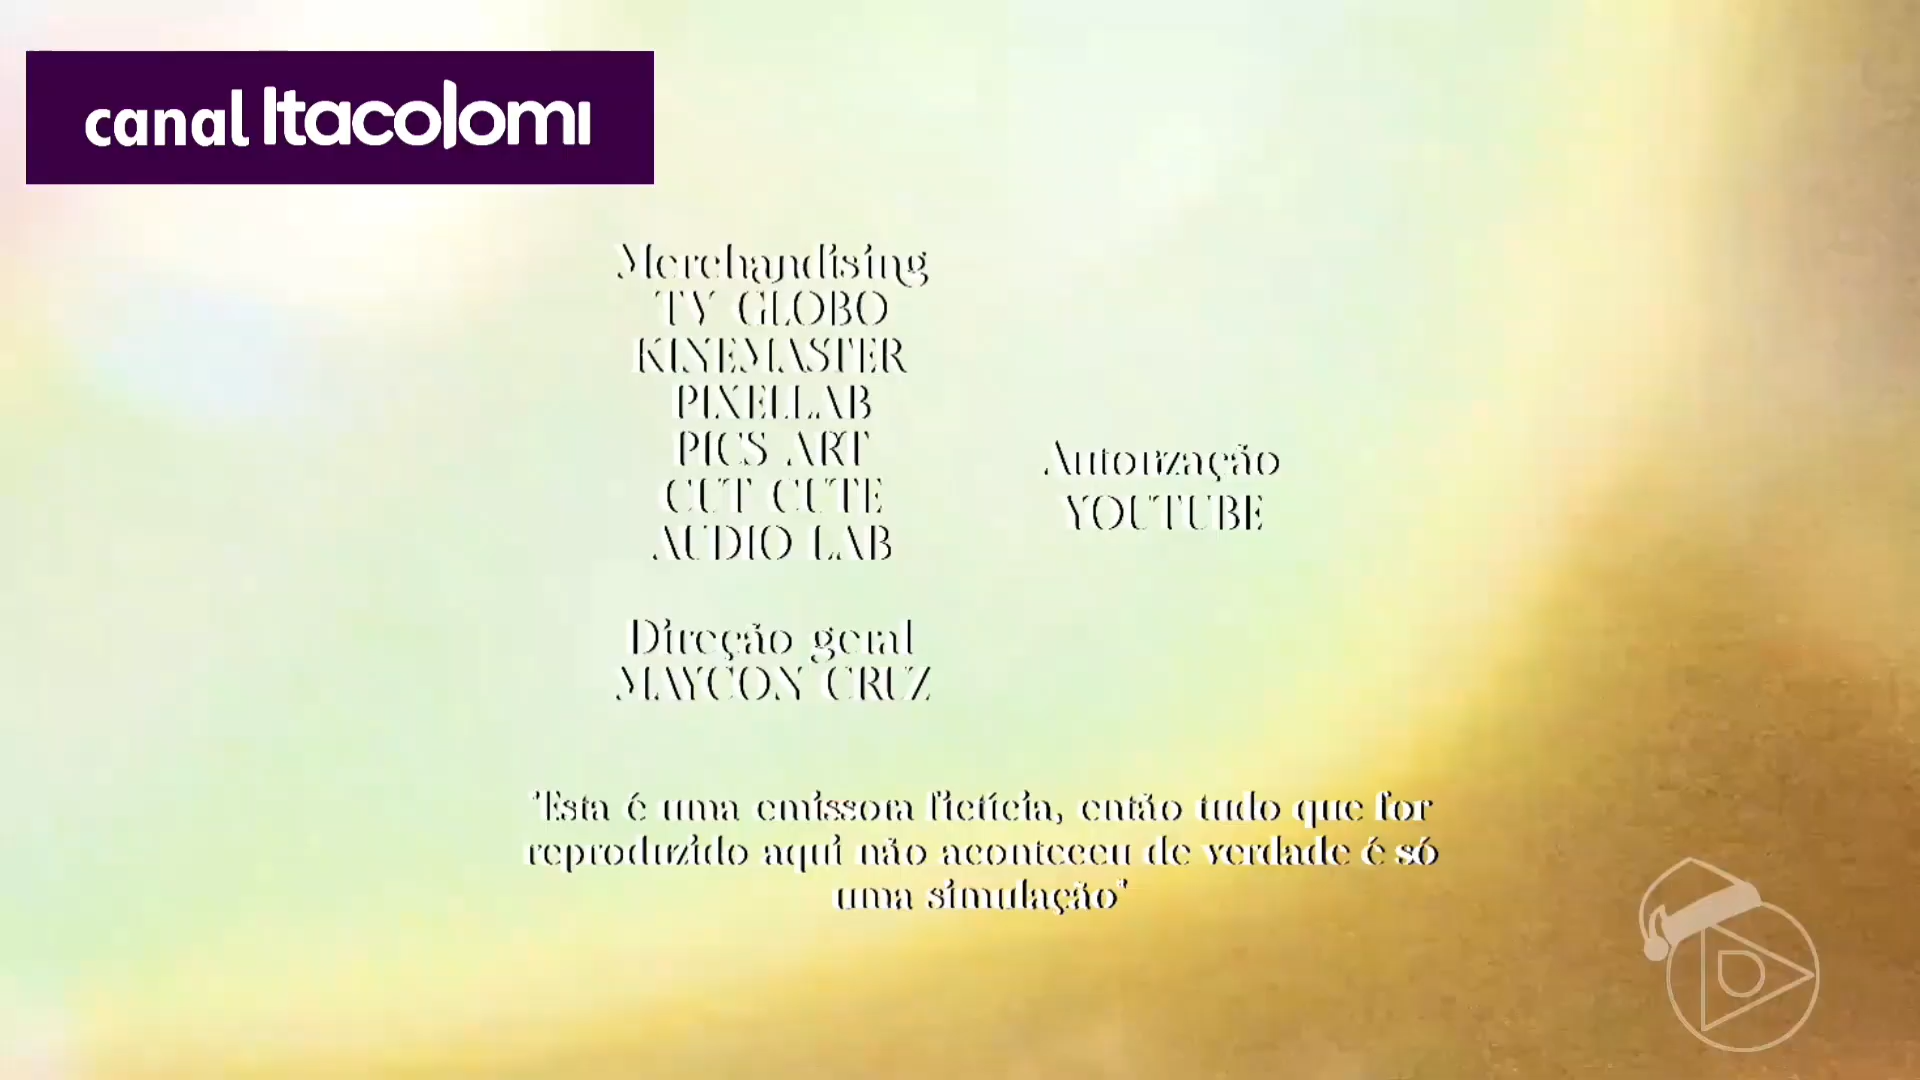 canal Itacolomi
Merchandising
TV GLOBO
KINEMASTER
PIXELLAB
PICS ART
CUT CUTE
AUDIO LAB
Autorização
YOUTUBE
Direção geral
MAYCON CRUZ
"Esta é uma emissora fictícia, então tudo que for
reproduzido aqui não aconteceu de verdade é só
uma simulação"